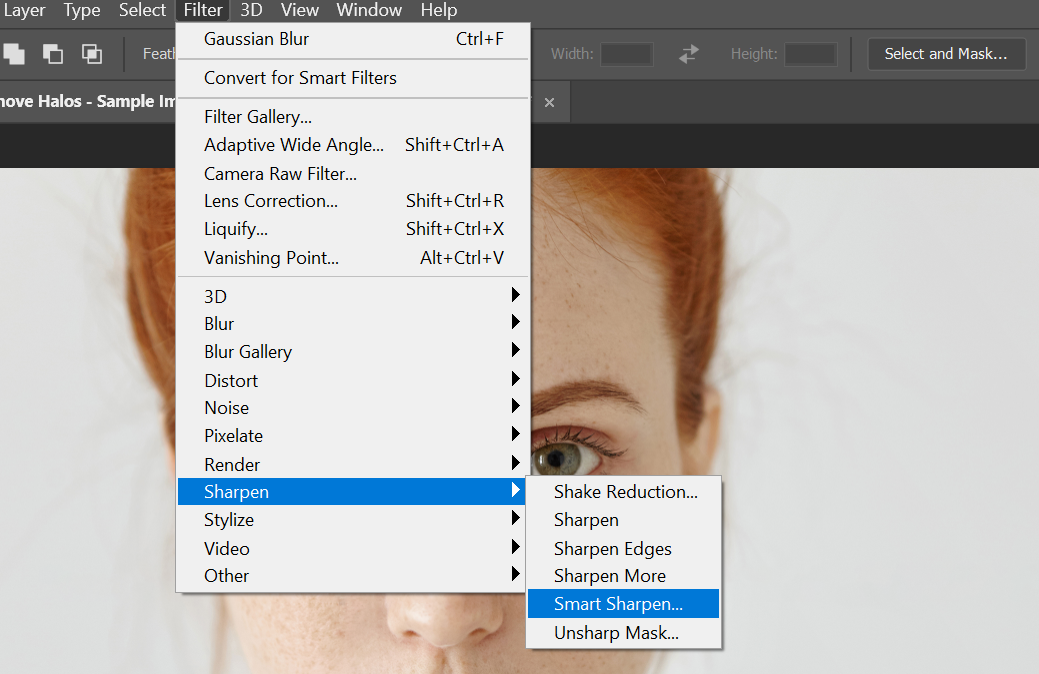 Layer Type Select Filter 3D View Window Help
Feath Width: Height: Select and Mask...
nove Halos - Sample Im ×
Gaussian Blur Ctrl+F
Convert for Smart Filters
Filter Gallery...
Adaptive Wide Angle... Shift+Ctrl+A
Camera Raw Filter...
Lens Correction... Shift+Ctrl+R
Liquify... Shift+Ctrl+X
Vanishing Point... Alt+Ctrl+V
3D
Blur
Blur Gallery
Distort
Noise
Pixelate
Render
Sharpen
Stylize
Video
Other
Shake Reduction...
Sharpen
Sharpen Edges
Sharpen More
Smart Sharpen...
Unsharp Mask...